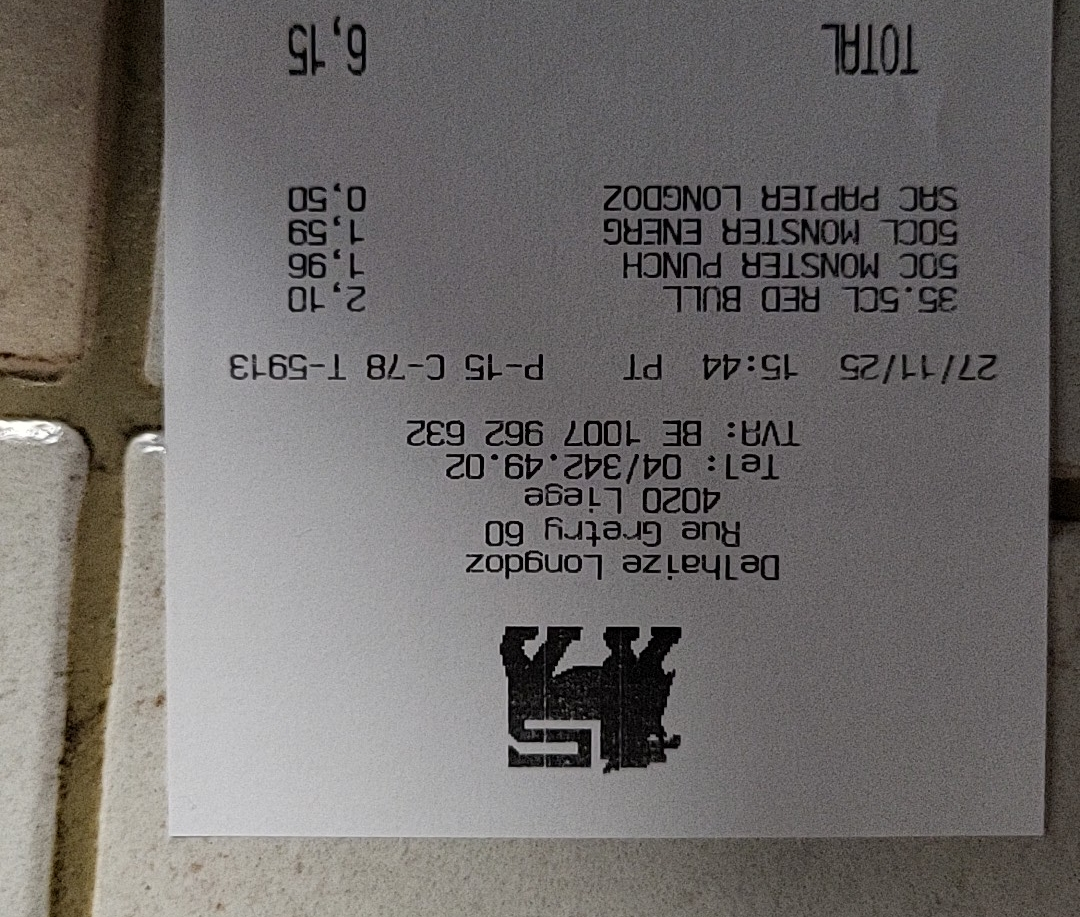 Delhaize Longdoz
Rue Gretry 60
4020 Liege
Tel: 04/342.49.02
TVA: BE 1007 962 632
27/11/25 15:44 PT P-15 C-78 T-5913
35.5CL RED BULL 2,10
50C MONSTER PUNCH 1,96
50CL MONSTER ENERG 1,59
SAC PAPIER LONGDOZ 0,50
TOTAL 6,15